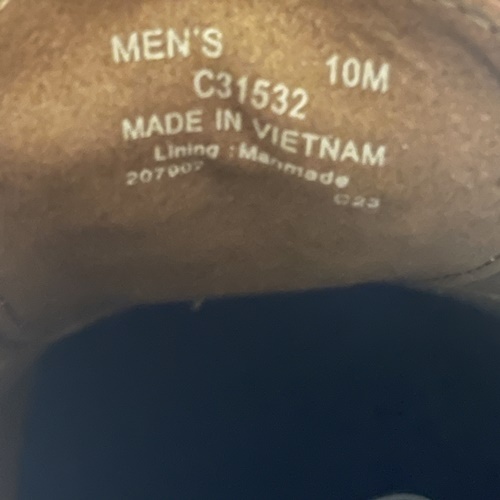 MEN'S 10M
C31532
MADE IN VIETNAM
Lining : Manmade
207907 C23